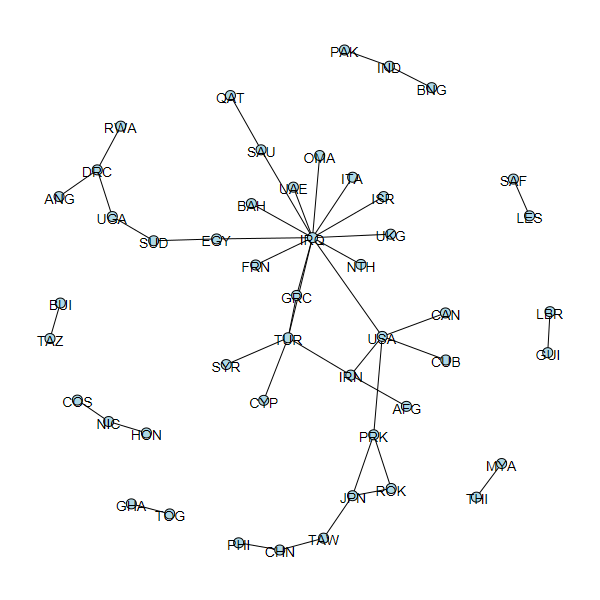 PAK
IND
BNG
QAT
RWA
SAU
OMA
DRC
ITA
SAF
UAE
ANG
ISR
BAH
UGA
LES
UKG
SUD
EGY
IRQ
FRN
NTH
GRC
BUI
CAN
LBR
TAZ
TUR
USA
GUI
SYR
CUB
IRN
COS
CYP
AFG
NIC
HON
PRK
MYA
ROK
JPN
THI
GHA
TOG
TAW
PHI
CHN